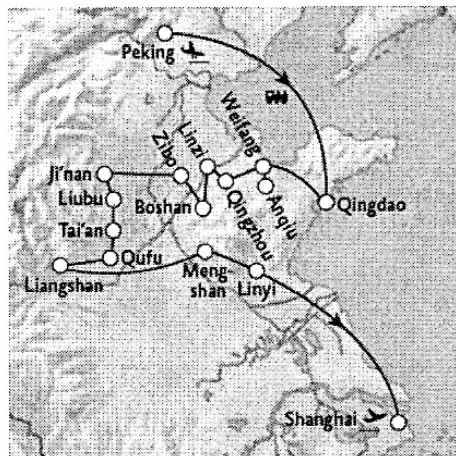 Peking
Weifang
Linzi
Zibo
Ji'nan
Liubu
Boshan
Qingzhou
Anqiu
Qingdao
Tai'an
Qufu
Liangshan
Meng-
shan
Linyi
Shanghai